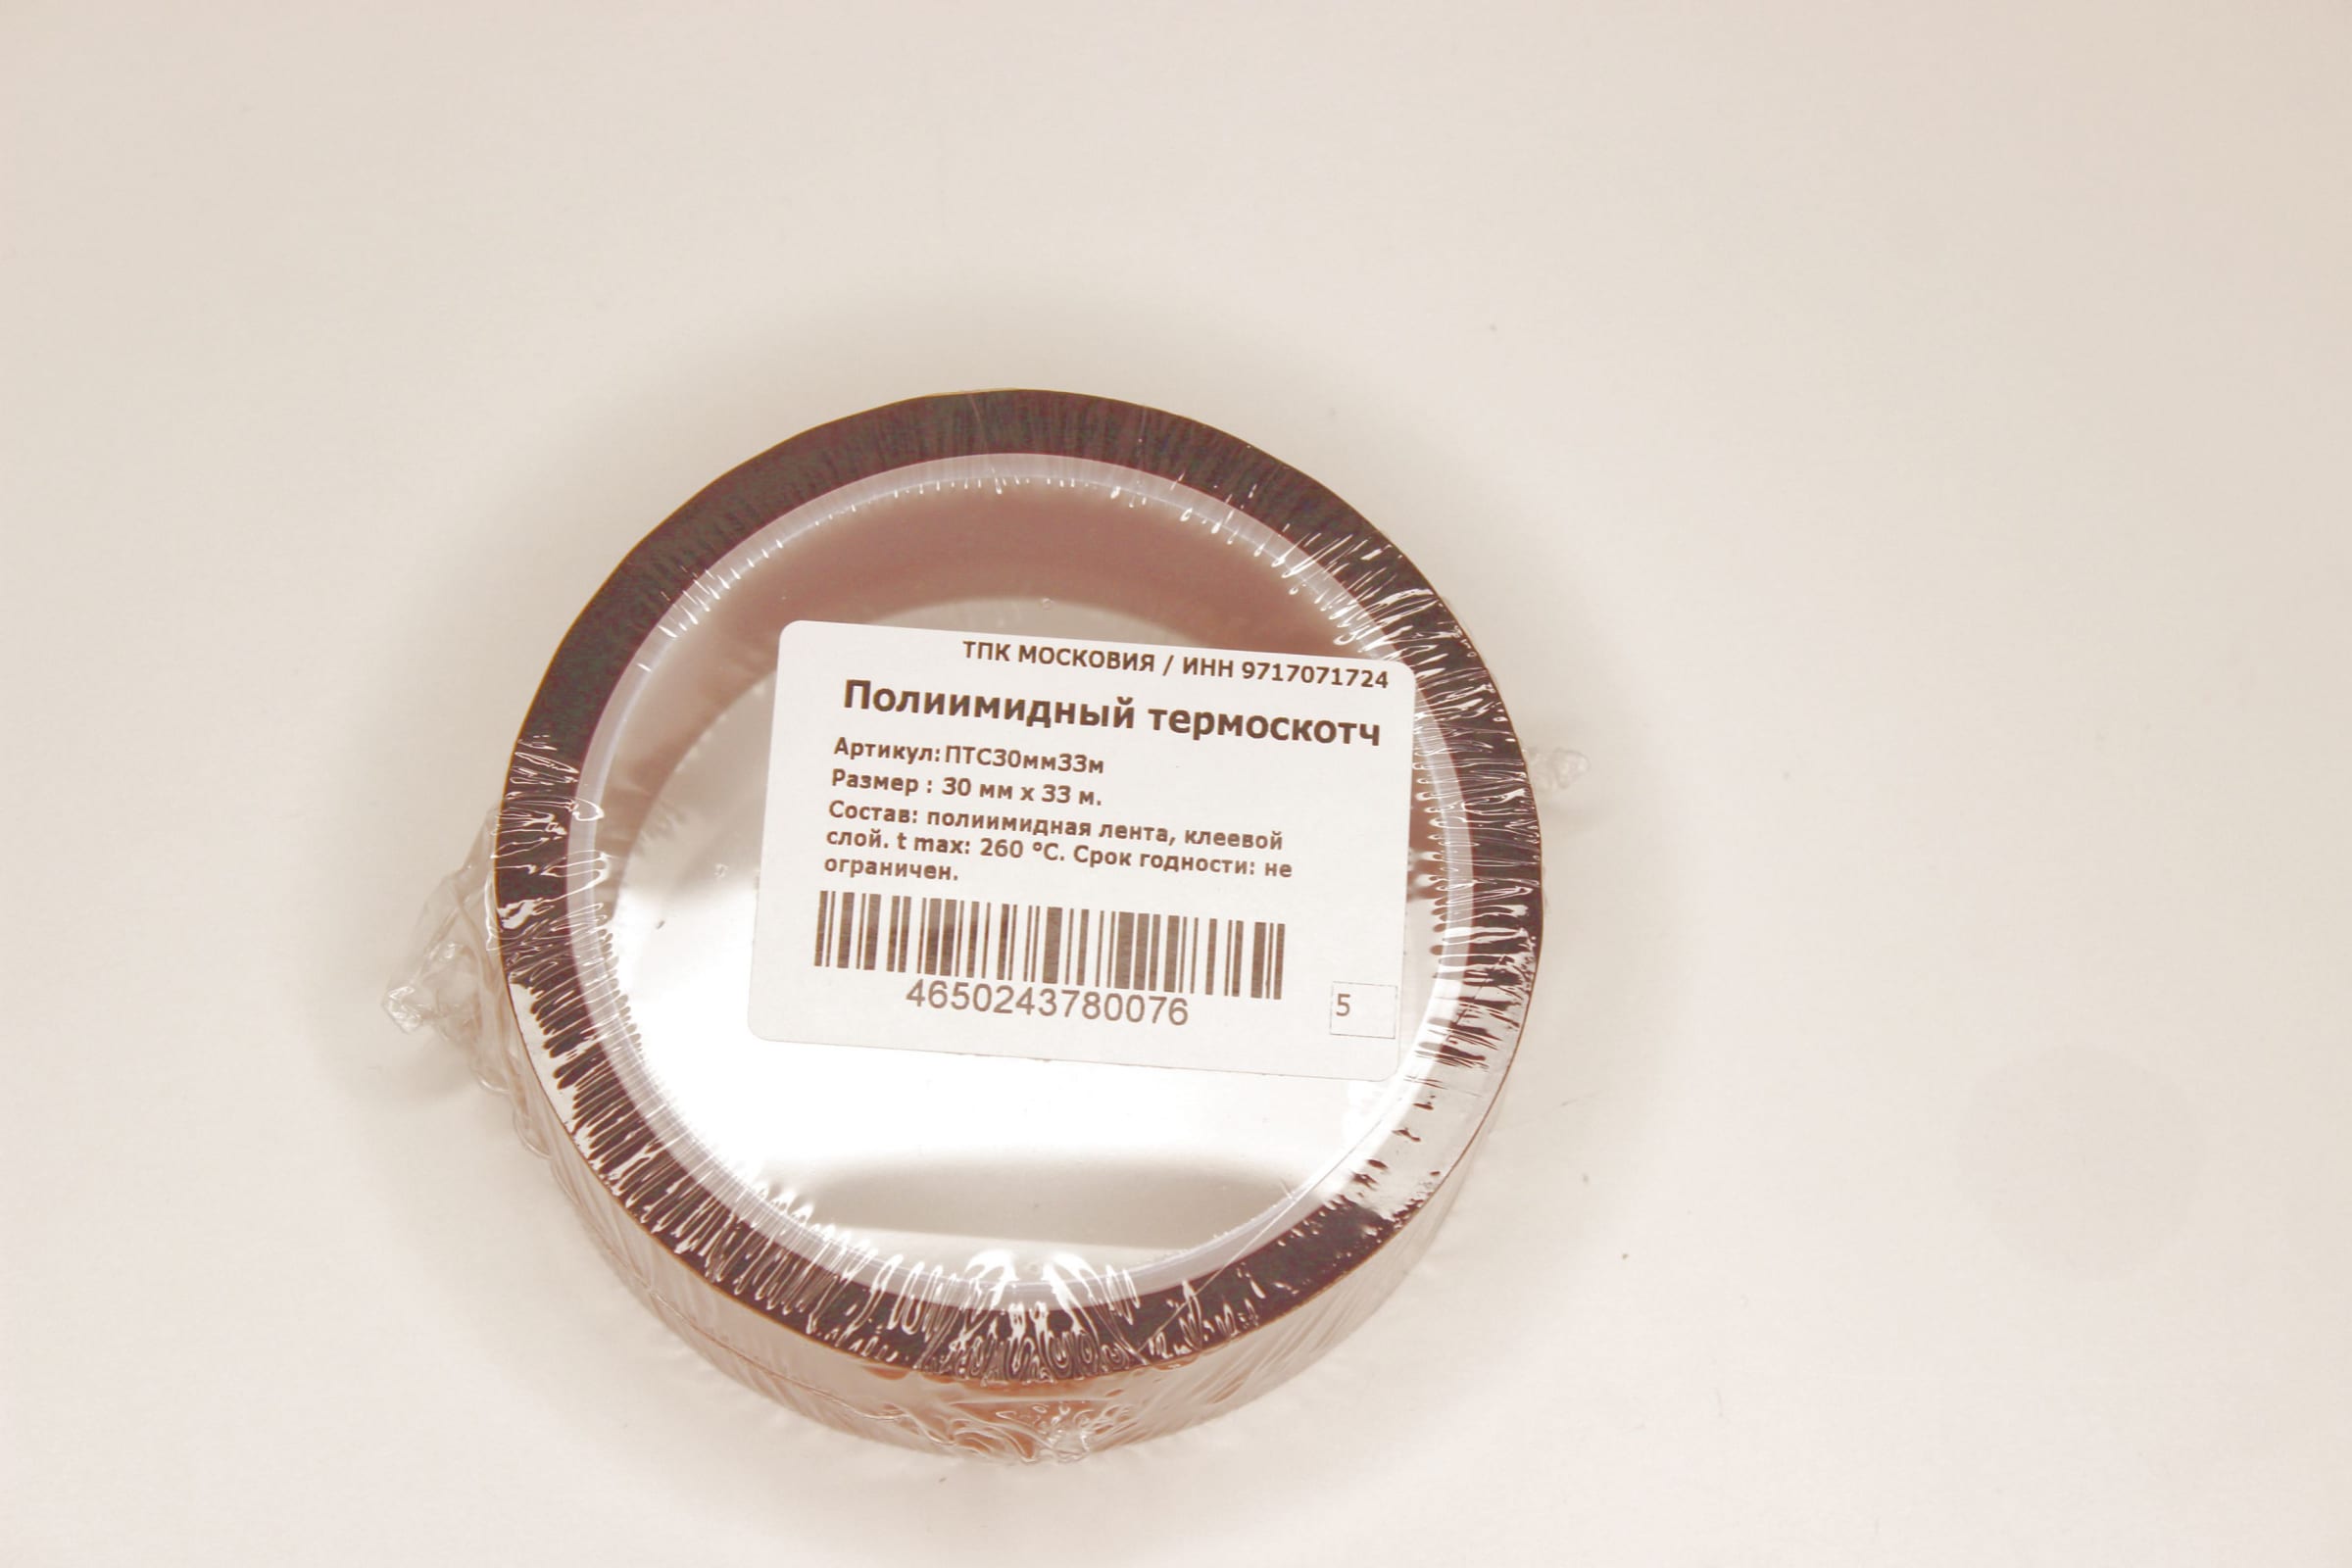 ТПК МОСКОВИЯ / ИНН 9717071724
Полиимидный термоскотч
Артикул: ПТС30мм33м
Размер : 30 мм х 33 м.
Состав: полиимидная лента, клеевой
слой. t max: 260 °C. Срок годности: не
ограничен.
4650243780076
5